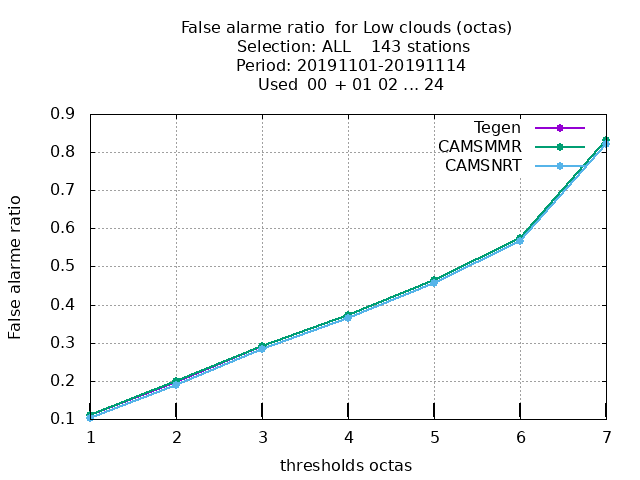 False alarme ratio  for Low clouds (octas)
Selection: ALL    143 stations
Period: 20191101-20191114
Used  00 + 01 02 ... 24
0.9
0.8
0.7
0.6
0.5
0.4
0.3
0.2
0.1
False alarme ratio
Tegen
CAMSMMR
CAMSNRT
1 2 3 4 5 6 7
thresholds octas